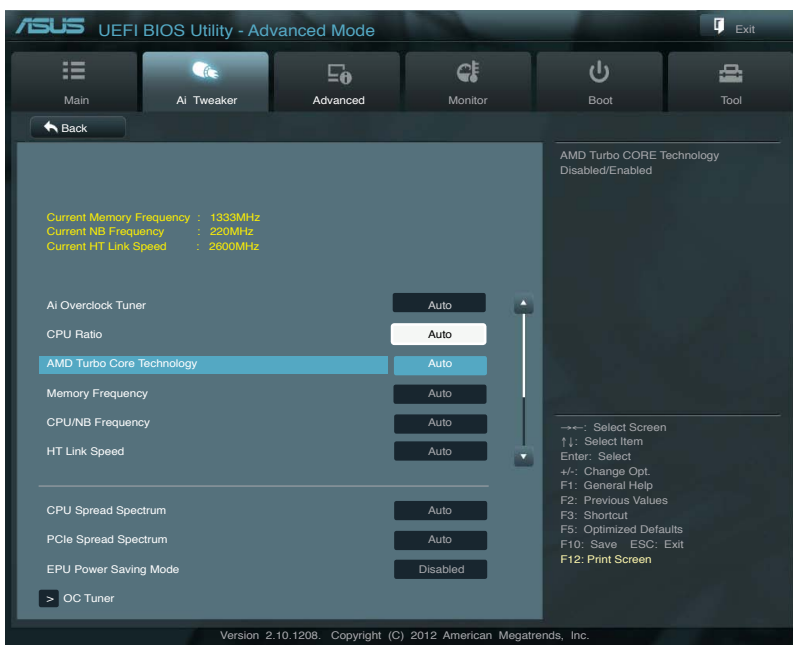 ASUS UEFI BIOS Utility - Advanced Mode
Exit
Main
Ai Tweaker
Advanced
Monitor
Boot
Tool
Back
AMD Turbo CORE Technology
Disabled/Enabled
Current Memory Frequency : 1333MHz
Current NB Frequency : 220MHz
Current HT Link Speed : 2600MHz
Ai Overclock Tuner Auto
CPU Ratio Auto
AMD Turbo Core Technology Auto
Memory Frequency Auto
CPU/NB Frequency Auto
HT Link Speed Auto
CPU Spread Spectrum Auto
PCIe Spread Spectrum Auto
EPU Power Saving Mode Disabled
> OC Tuner
→←: Select Screen
↑↓: Select Item
Enter: Select
+/-: Change Opt.
F1: General Help
F2: Previous Values
F3: Shortcut
F5: Optimized Defaults
F10: Save ESC: Exit
F12: Print Screen
Version 2.10.1208. Copyright (C) 2012 American Megatrends, Inc.